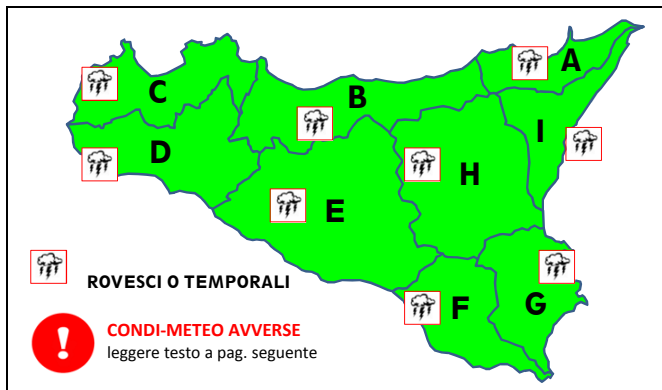 A
C
B
I
D
H
E
G
F
ROVESCI O TEMPORALI
CONDI-METEO AVVERSE
leggere testo a pag. seguente